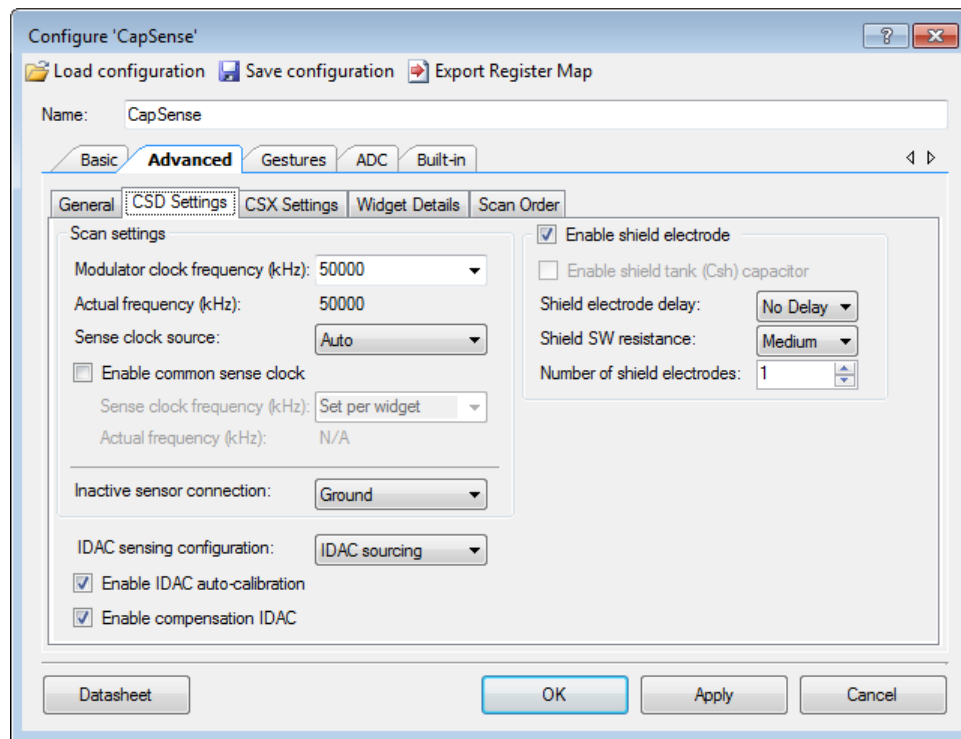 Configure 'CapSense'
Load configuration Save configuration Export Register Map
Name: CapSense
Basic Advanced Gestures ADC Built-in
General CSD Settings CSX Settings Widget Details Scan Order
Scan settings
Modulator clock frequency (kHz): 50000
Actual frequency (kHz): 50000
Sense clock source: Auto
Enable common sense clock
Sense clock frequency (kHz): Set per widget
Actual frequency (kHz): N/A
Inactive sensor connection: Ground
IDAC sensing configuration: IDAC sourcing
Enable IDAC auto-calibration
Enable compensation IDAC
Enable shield electrode
Enable shield tank (Csh) capacitor
Shield electrode delay: No Delay
Shield SW resistance: Medium
Number of shield electrodes: 1
Datasheet OK Apply Cancel